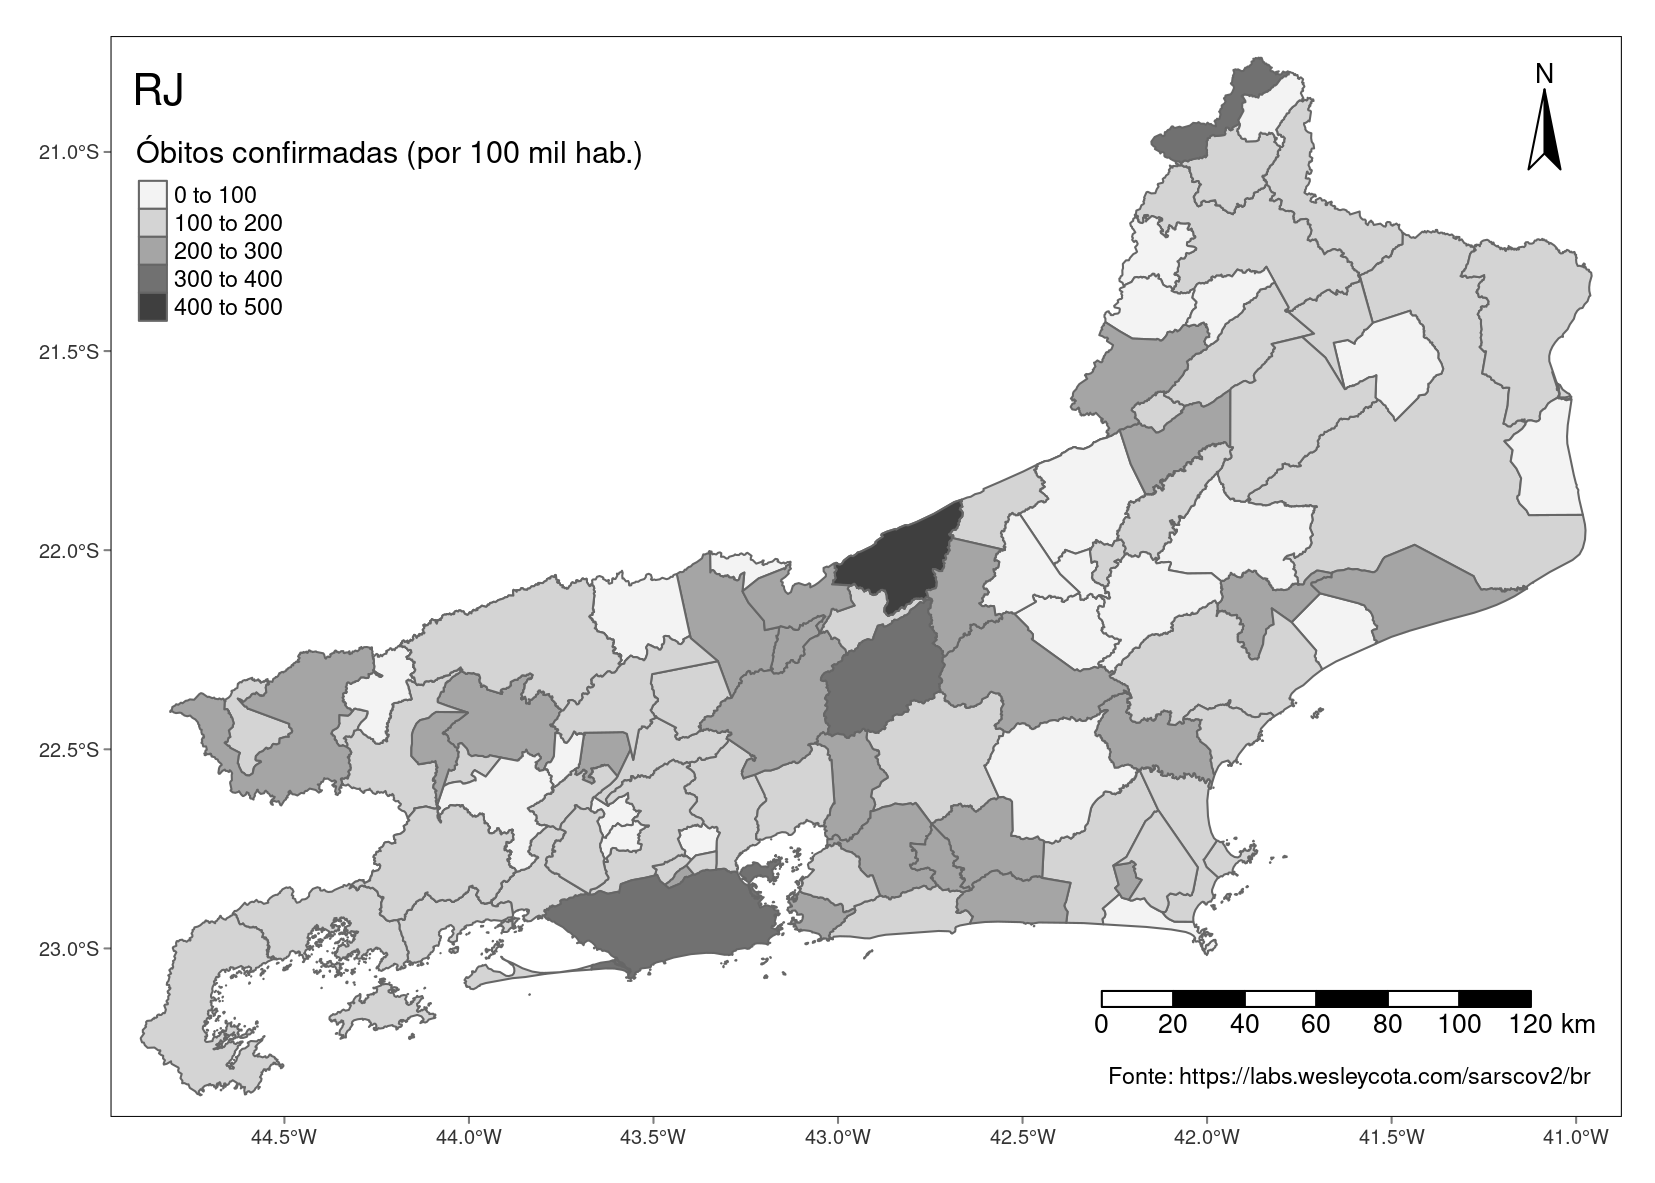 RJ
N
Óbitos confirmadas (por 100 mil hab.)
0 to 100
100 to 200
200 to 300
300 to 400
400 to 500
21.0°S
21.5°S
22.0°S
22.5°S
23.0°S
0 20 40 60 80 100 120 km
Fonte: https://labs.wesleycota.com/sarscov2/br
44.5°W 44.0°W 43.5°W 43.0°W 42.5°W 42.0°W 41.5°W 41.0°W